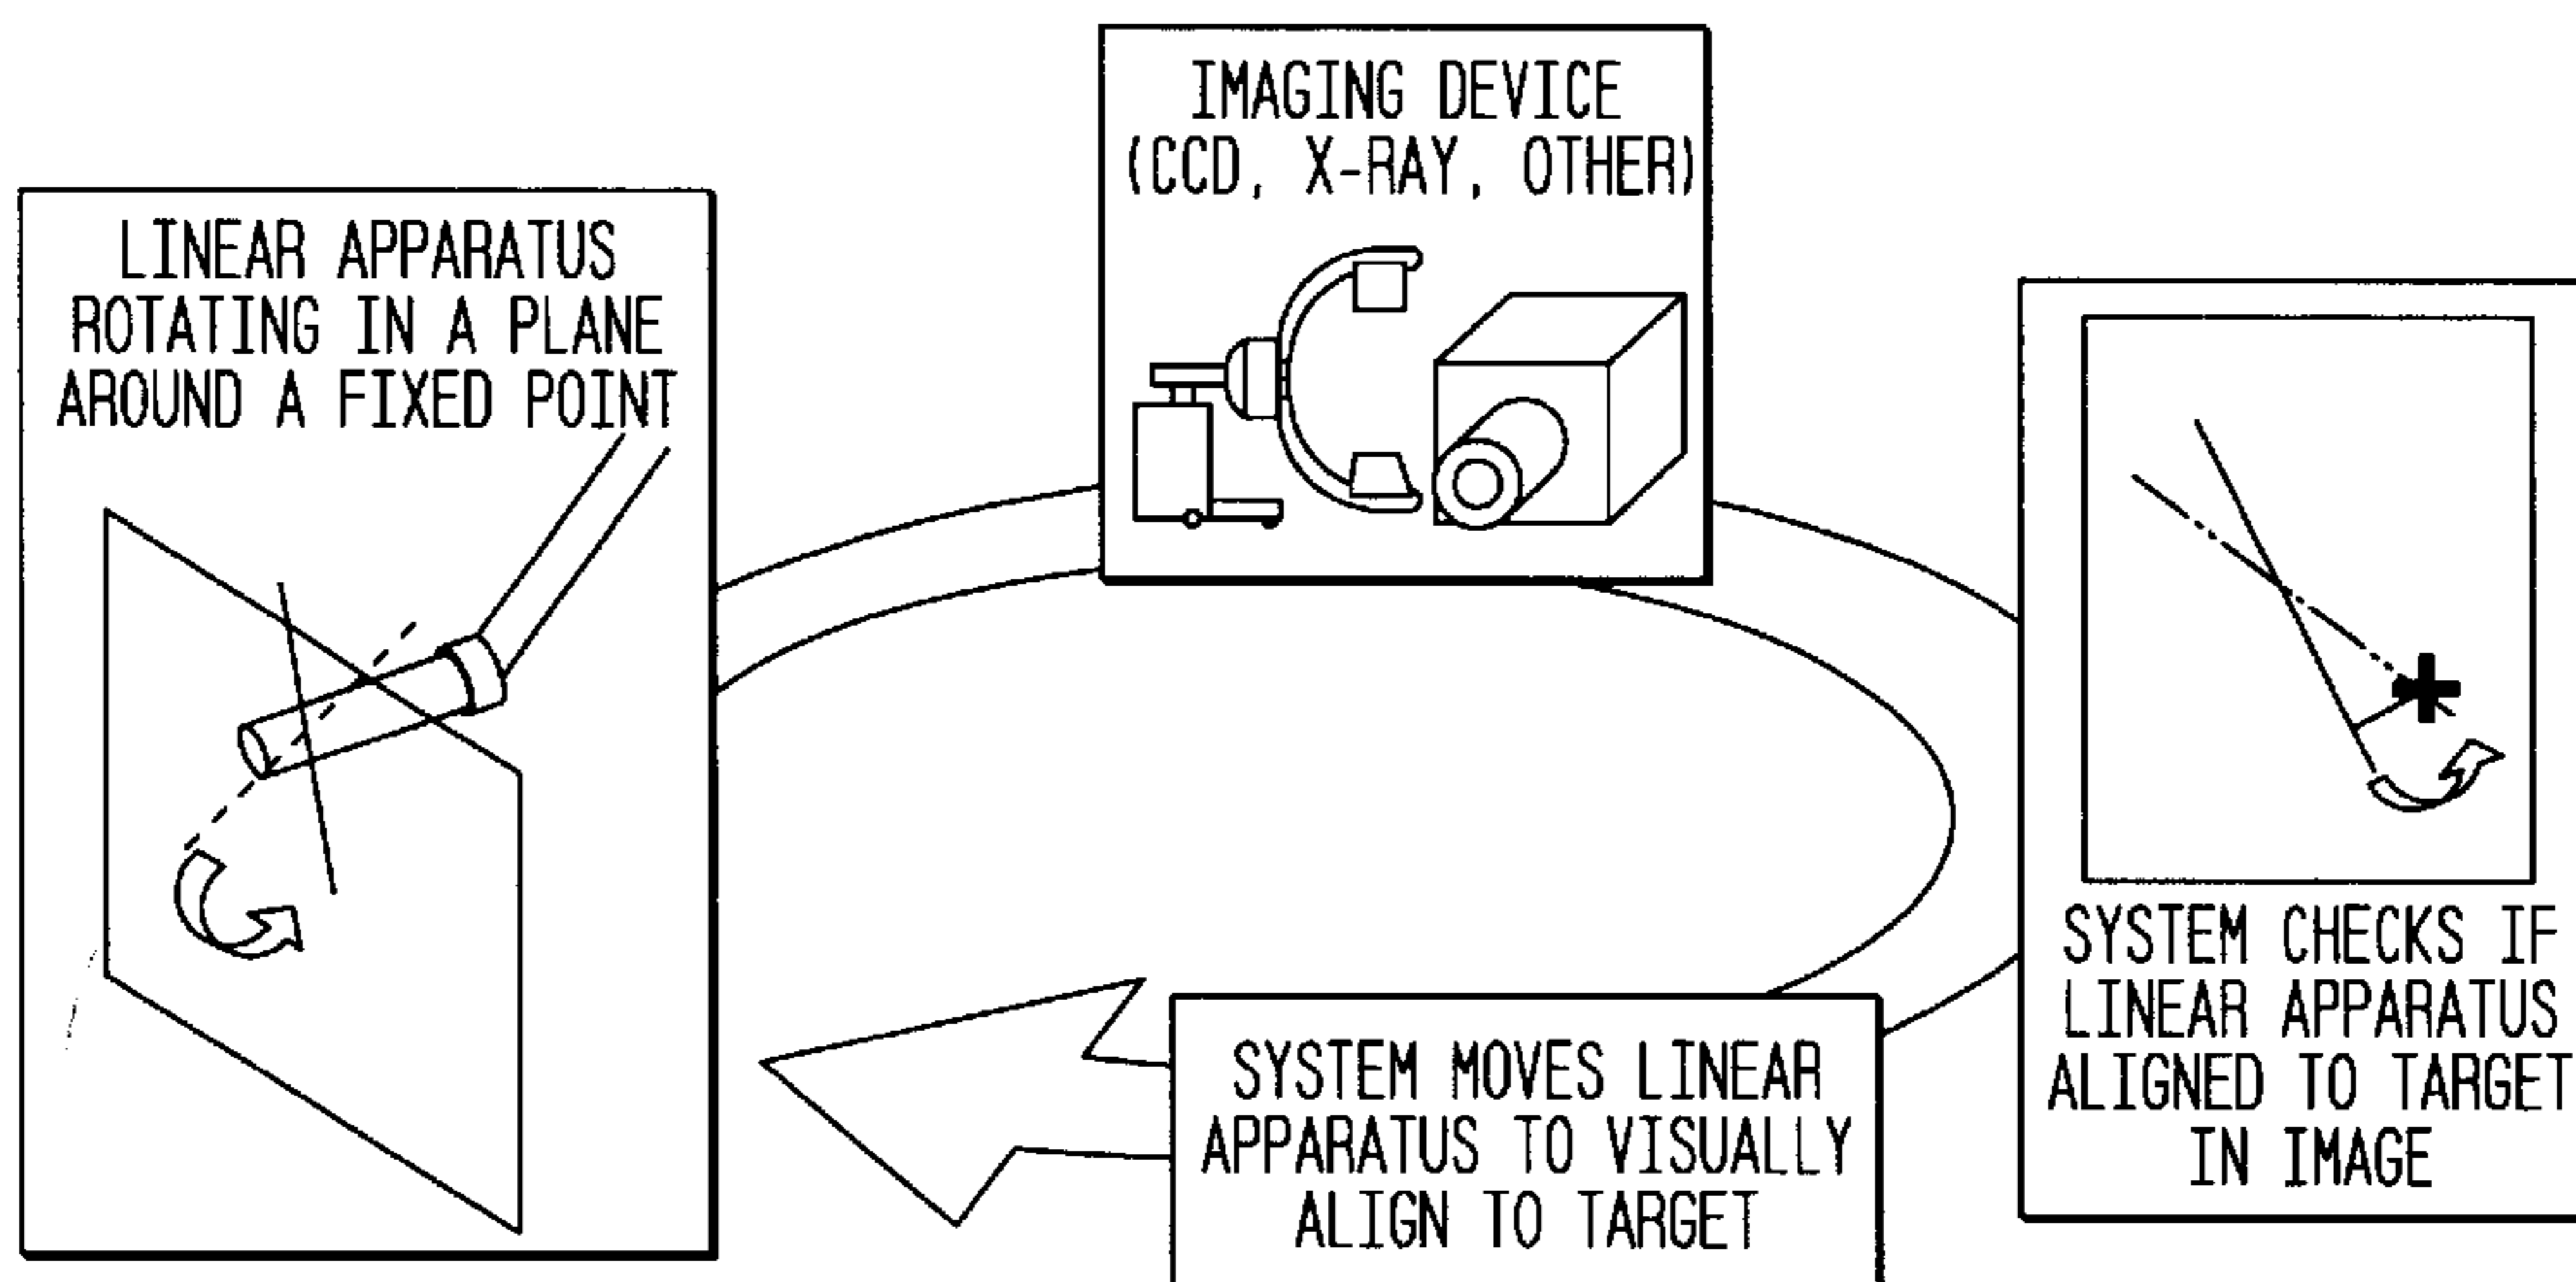 LINEAR APPARATUS
ROTATING IN A PLANE
AROUND A FIXED POINT
IMAGING DEVICE
(CCD, X-RAY, OTHER)
SYSTEM CHECKS IF
LINEAR APPARATUS
ALIGNED TO TARGET
IN IMAGE
SYSTEM MOVES LINEAR
APPARATUS TO VISUALLY
ALIGN TO TARGET